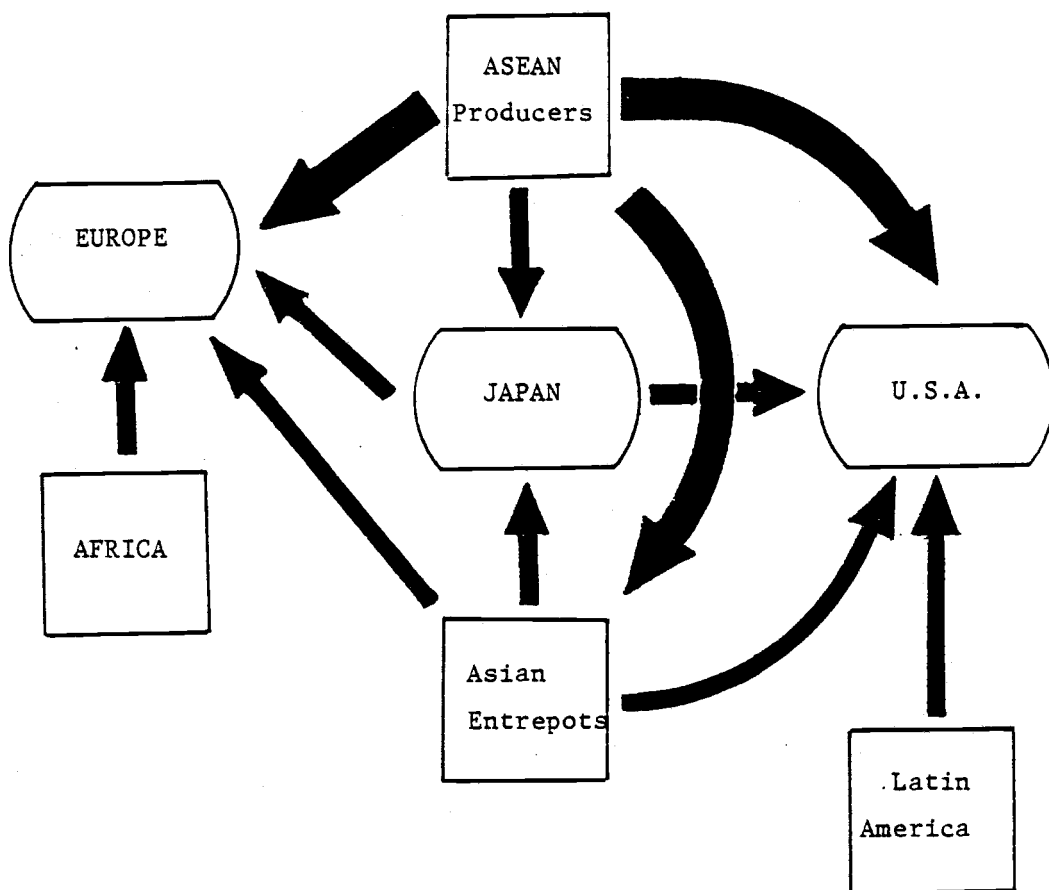 ASEAN
Producers
EUROPE
JAPAN
U.S.A.
AFRICA
Asian
Entrepots
Latin
America